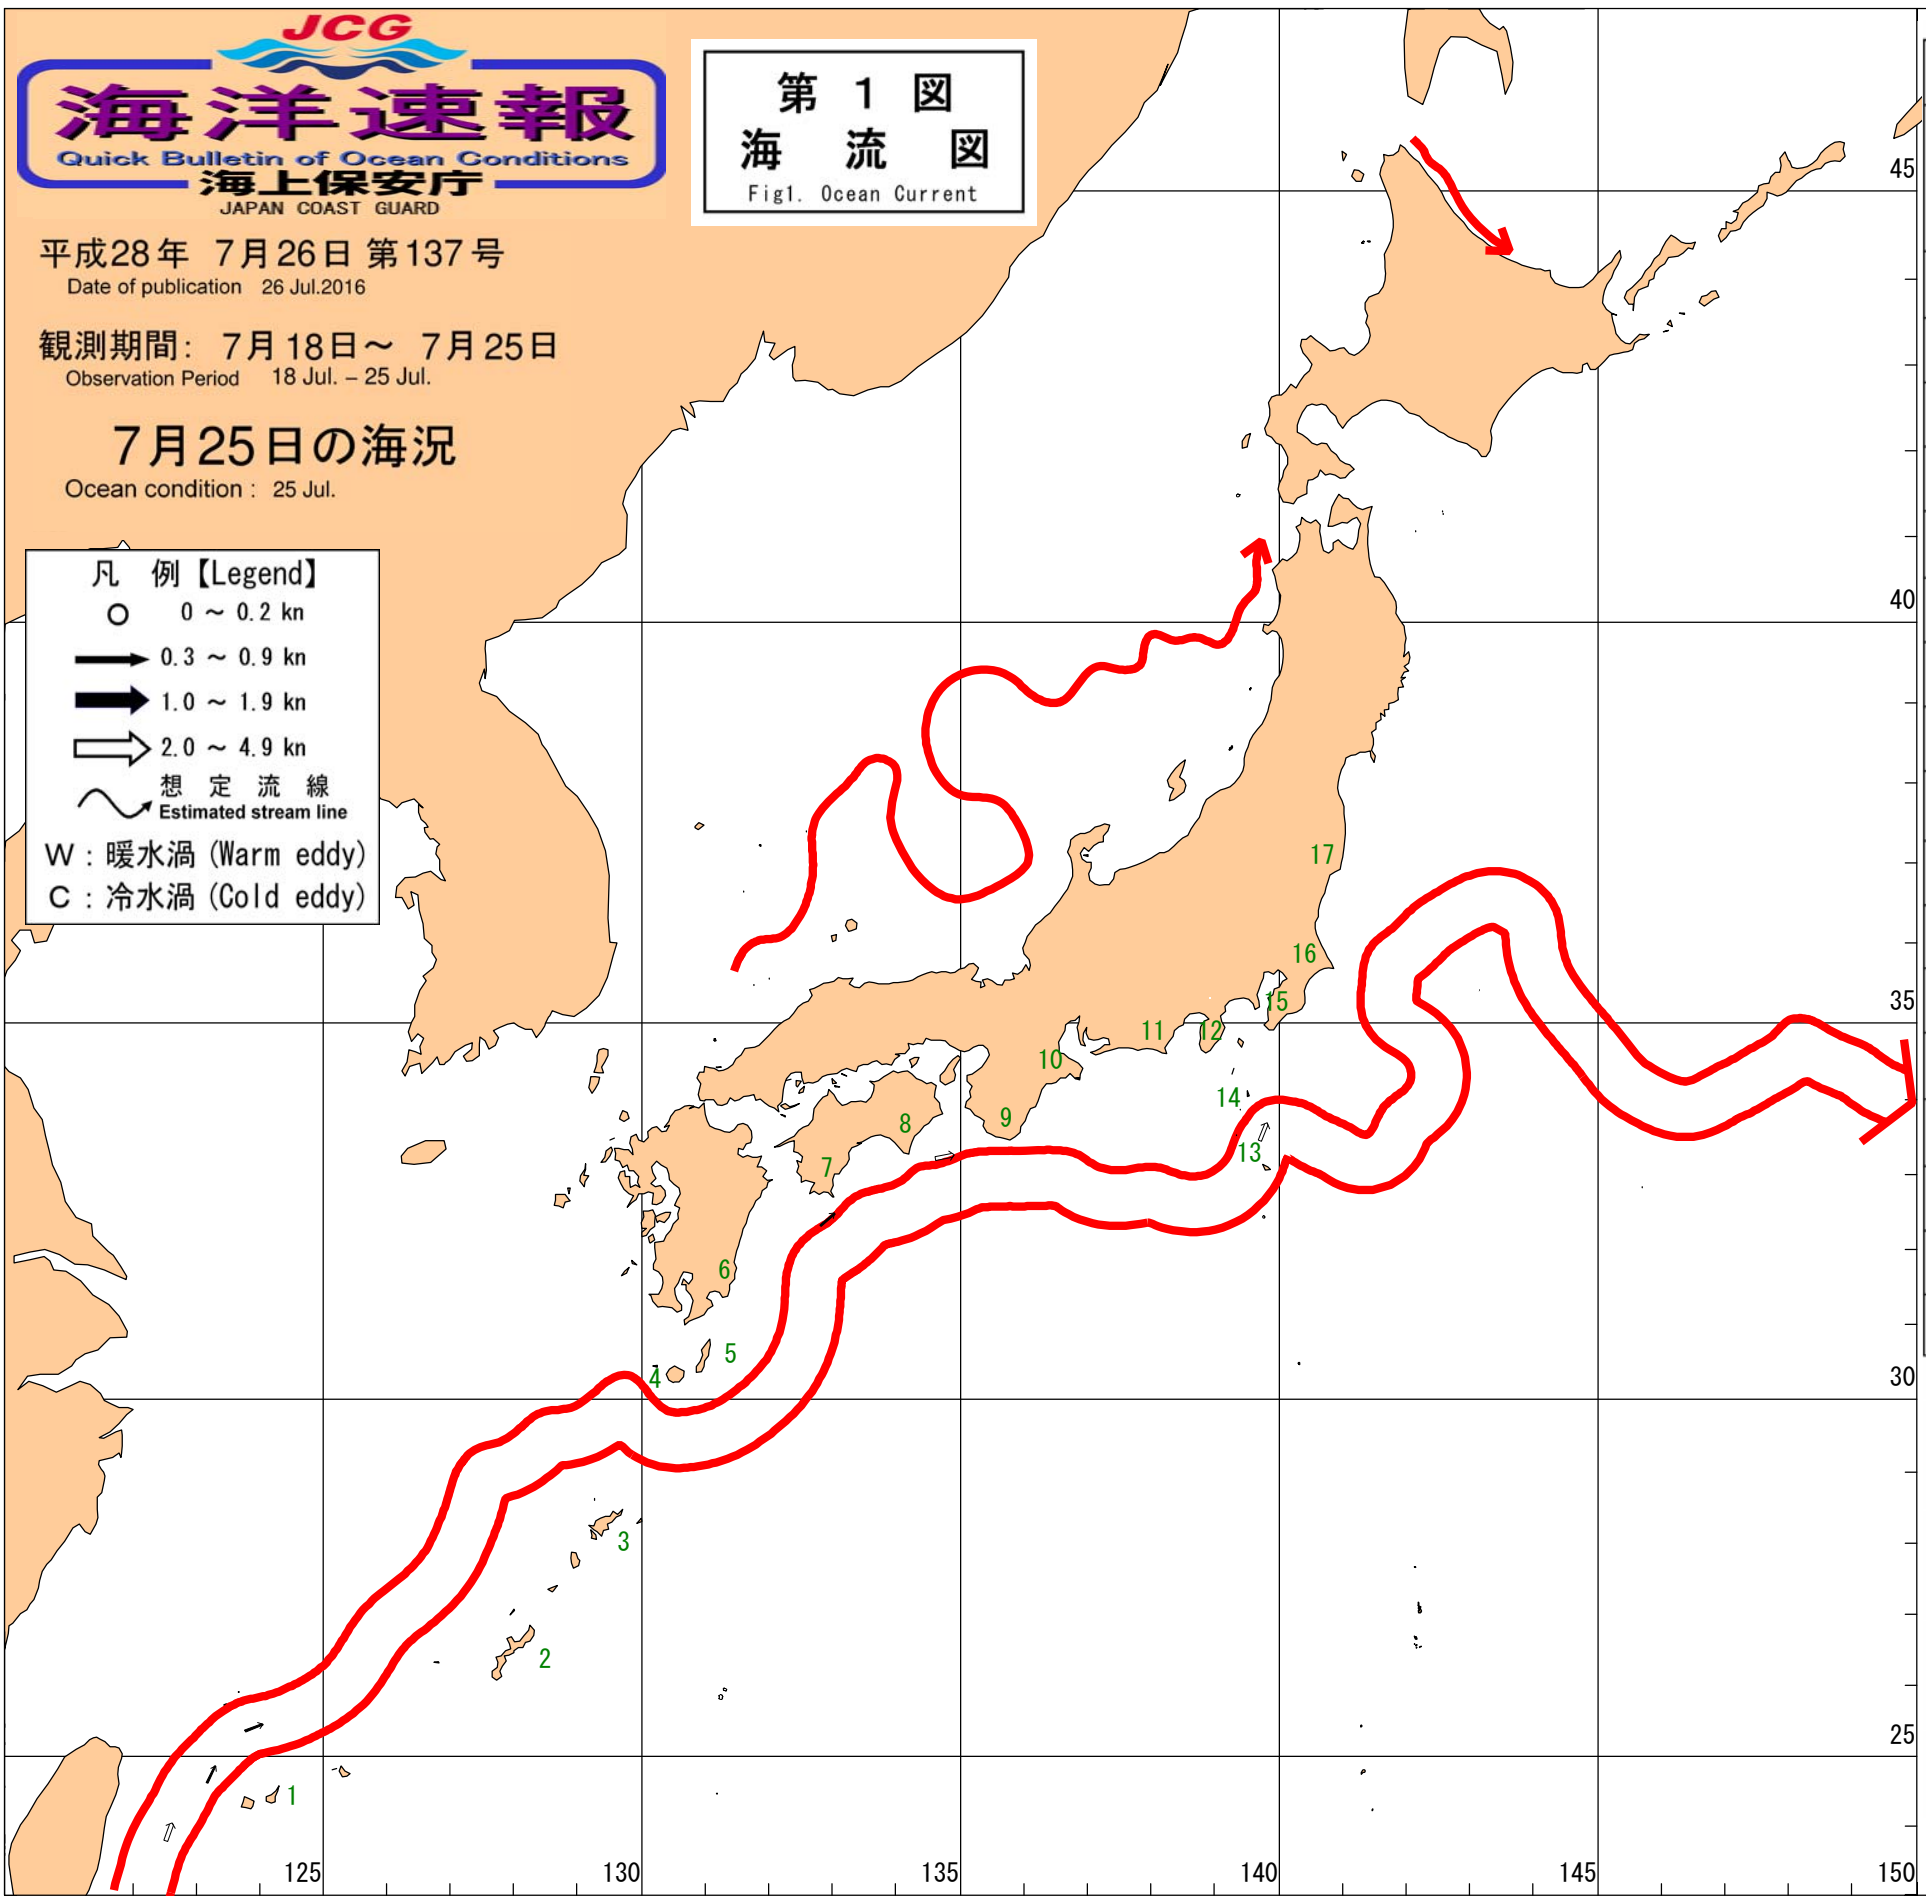 JCG
海洋速報
Quick Bulletin of Ocean Conditions
海上保安庁
JAPAN COAST GUARD
第 1 図
海 流 図
Fig1. Ocean Current
平成28年 7月26日 第137号
Date of publication 26 Jul.2016
観測期間: 7月18日～ 7月25日
Observation Period 18 Jul. – 25 Jul.
7月25日の海況
Ocean condition : 25 Jul.
凡 例【Legend】
0 ～ 0.2 kn
0.3 ～ 0.9 kn
1.0 ～ 1.9 kn
2.0 ～ 4.9 kn
想 定 流 線
Estimated stream line
W : 暖水渦 (Warm eddy)
C : 冷水渦 (Cold eddy)
45
40
17
16
35
15
11
12
10
14
9
8
13
7
6
5
4
30
3
2
25
1
125
130
135
140
145
150